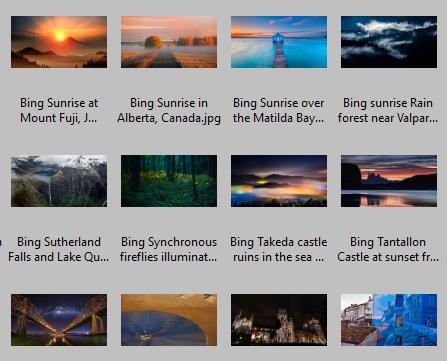 Bing Sunrise at
Mount Fuji, J...
Bing Sunrise in
Alberta, Canada.jpg
Bing Sunrise over
the Matilda Bay...
Bing sunrise Rain
forest near Valpar...
Bing Sutherland
Falls and Lake Qu...
Bing Synchronous
fireflies illuminat...
Bing Takeda castle
ruins in the sea ...
Bing Tantallon
Castle at sunset fr...